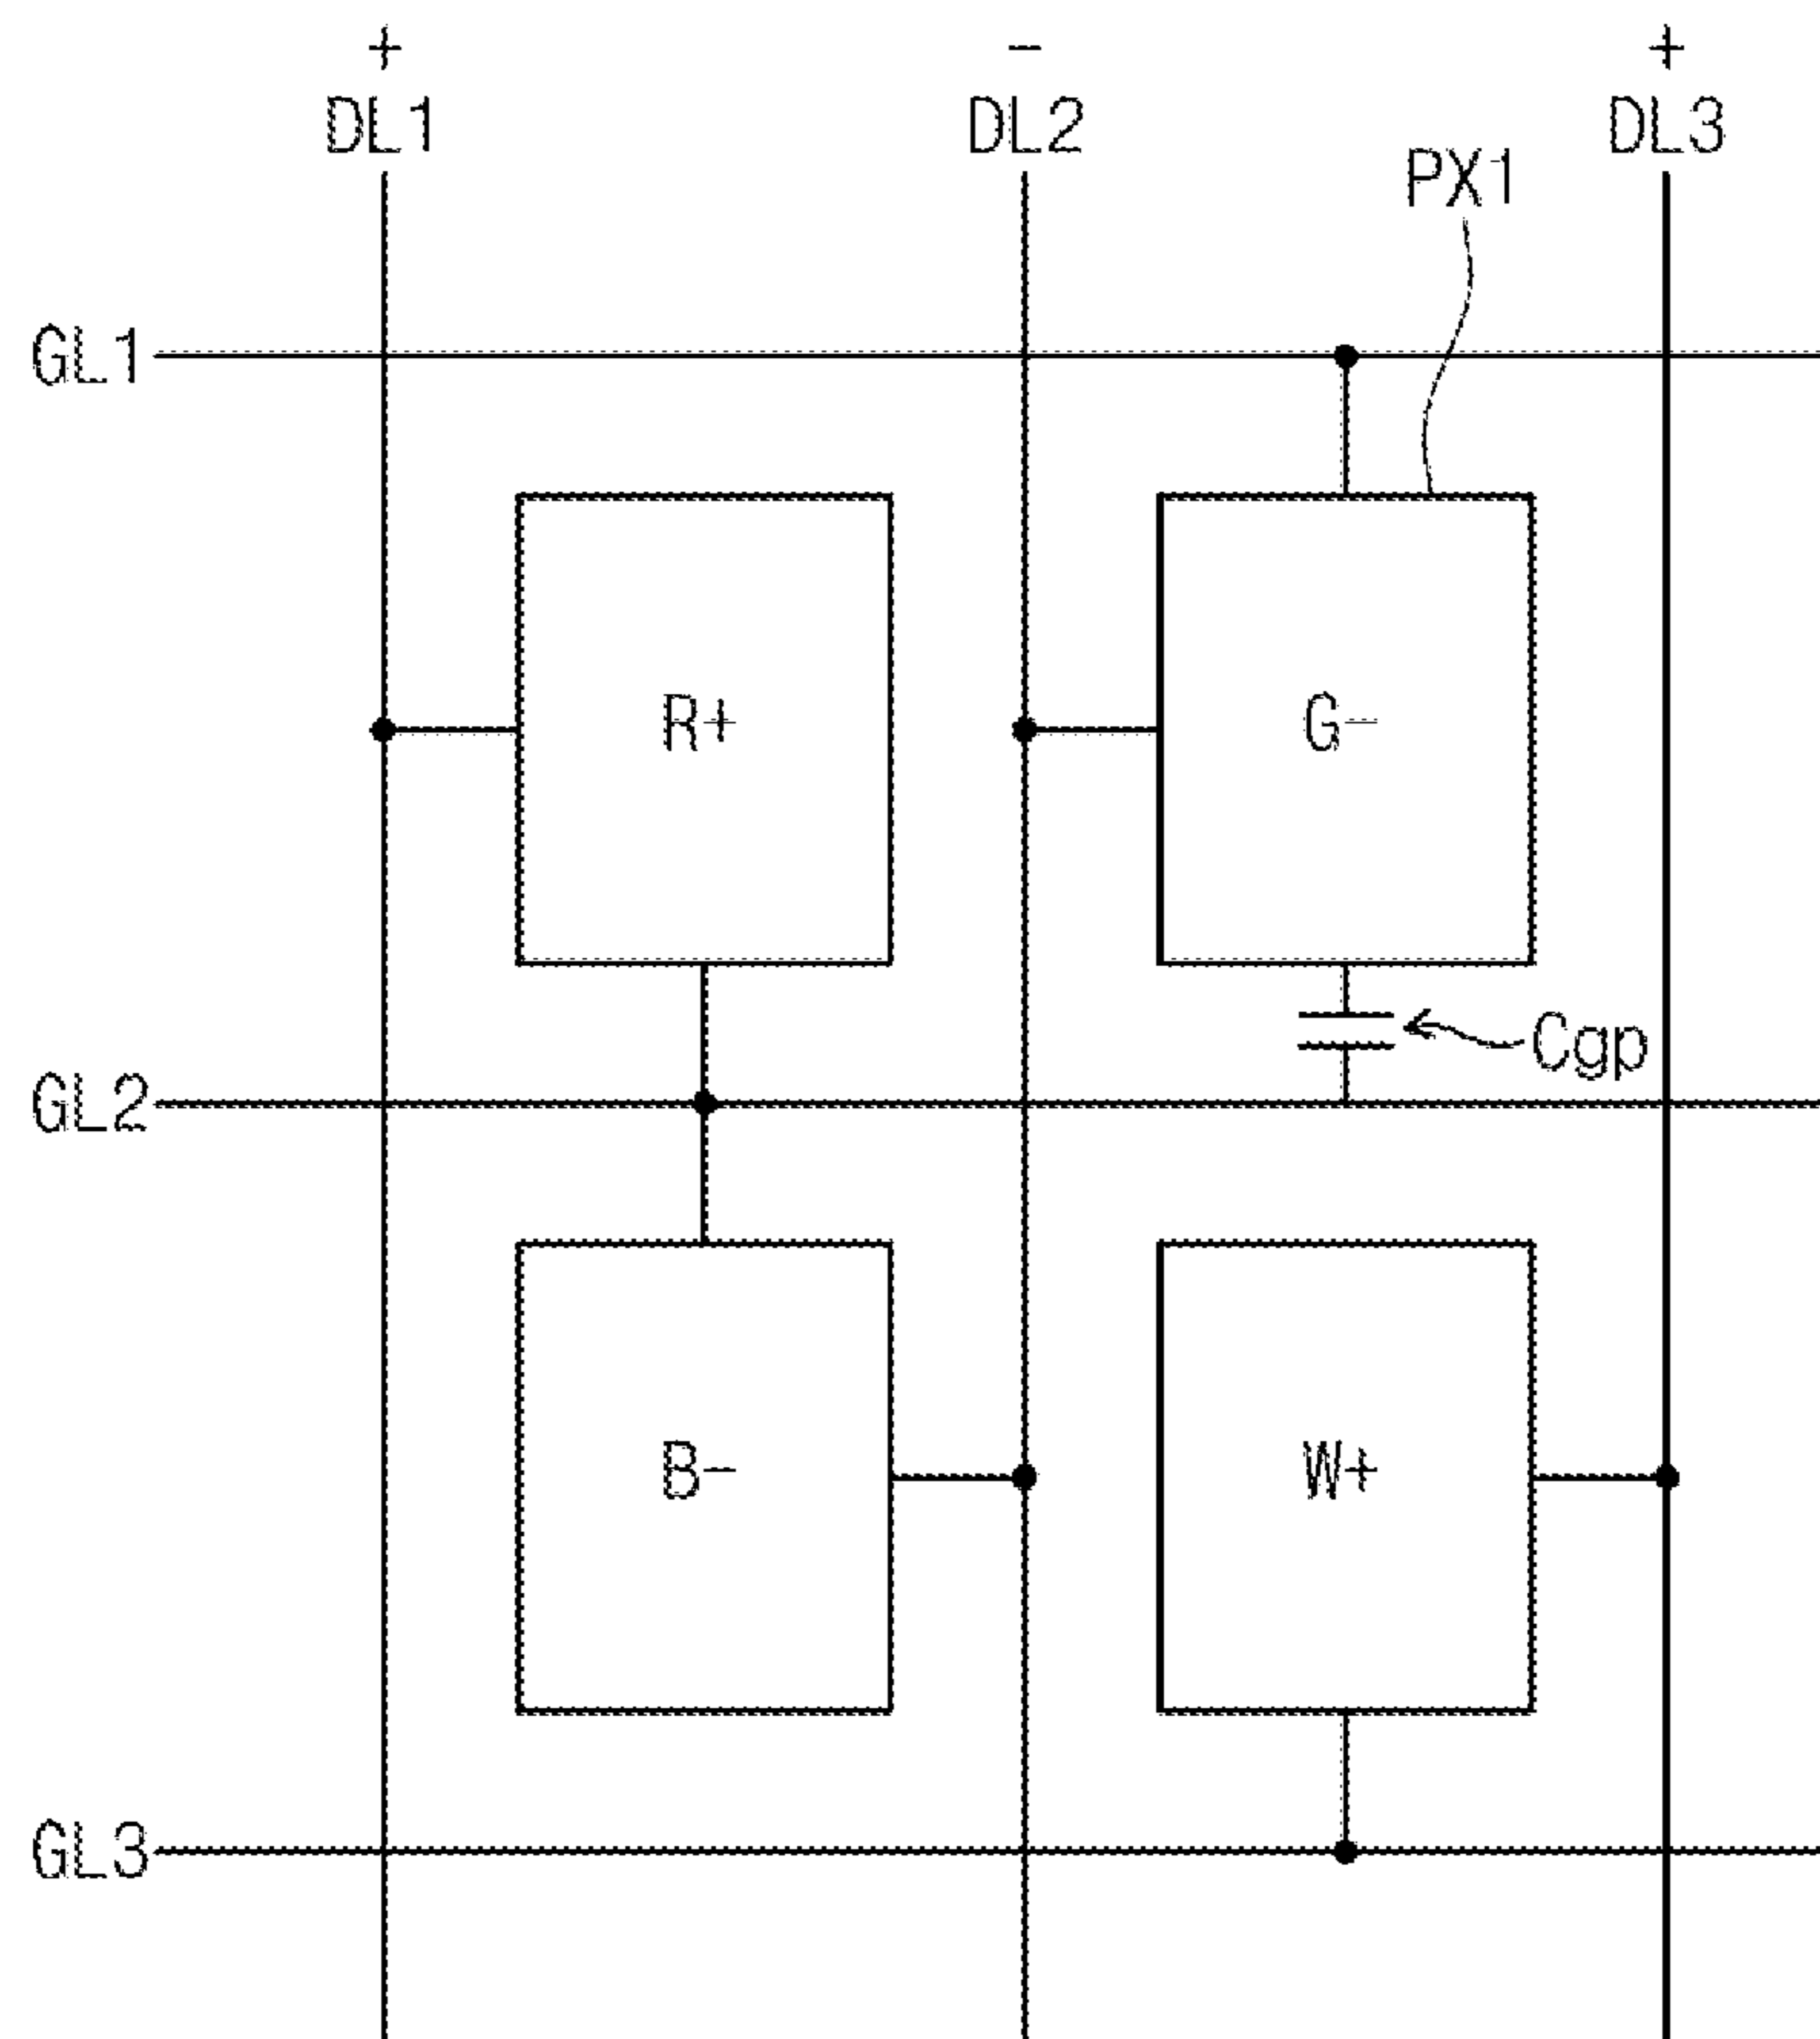 + - +
DL1 DL2 DL3
PX1
GL1
R+ G-
Cgp
GL2
B- W+
GL3